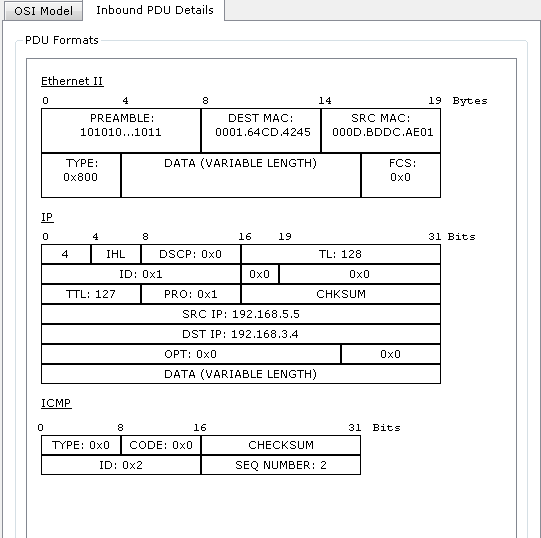 OSI Model Inbound PDU Details
PDU Formats
Ethernet II
0 4 8 14 19 Bytes
PREAMBLE: DEST MAC: SRC MAC:
101010...1011 0001.64CD.4245 000D.BDDC.AE01
TYPE: DATA (VARIABLE LENGTH) FCS:
0x800 0x0
IP
0 4 8 16 19 31 Bits
4 IHL DSCP: 0x0 TL: 128
ID: 0x1 0x0 0x0
TTL: 127 PRO: 0x1 CHKSUM
SRC IP: 192.168.5.5
DST IP: 192.168.3.4
OPT: 0x0 0x0
DATA (VARIABLE LENGTH)
ICMP
0 8 16 31 Bits
TYPE: 0x0 CODE: 0x0 CHECKSUM
ID: 0x2 SEQ NUMBER: 2